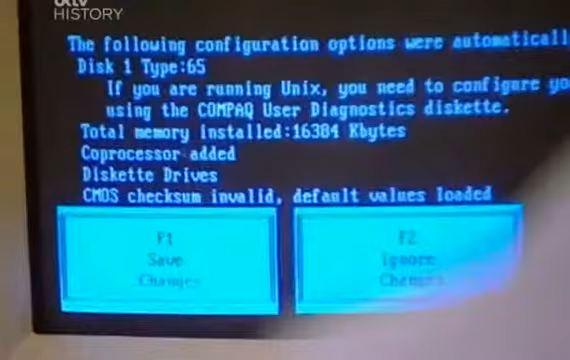 HISTORY
The following configuration options were automaticall
Disk 1 Type:65
If you are running Unix, you need to configure yo
using the COMPAQ User Diagnostics diskette.
Total memory installed:16384 Kbytes
Coprocessor added
Diskette Drives
CMOS checksum invalid, default values loaded
F1
Save
Changes
F2
Ignore
Changes